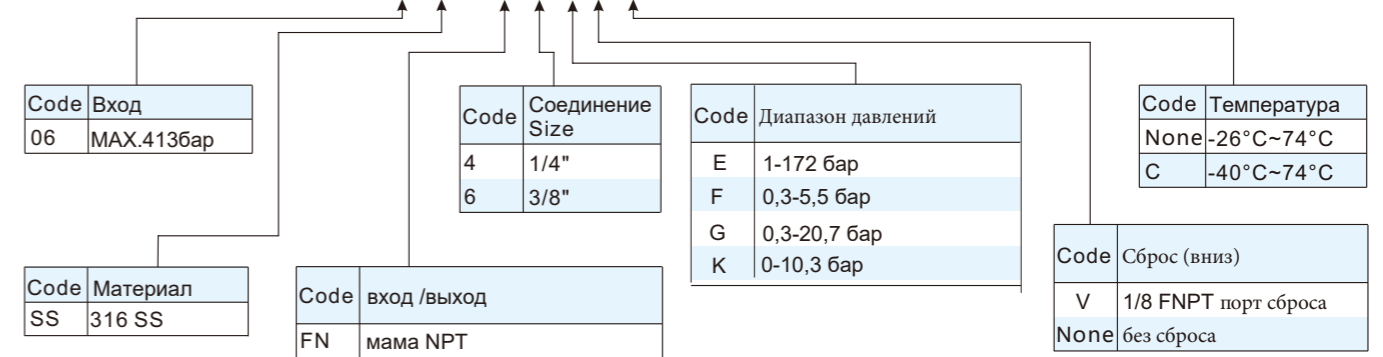 Code Вход
06 MAX.413бар
Code Соединение
Size
4 1/4"
6 3/8"
Code Диапазон давлений
E 1-172 бар
F 0,3-5,5 бар
G 0,3-20,7 бар
K 0-10,3 бар
Code Температура
None -26°C~74°C
C -40°C~74°C
Code Материал
SS 316 SS
Code вход /выход
FN мама NPT
Code Сброс (вниз)
V 1/8 FNPT порт сброса
None без сброса